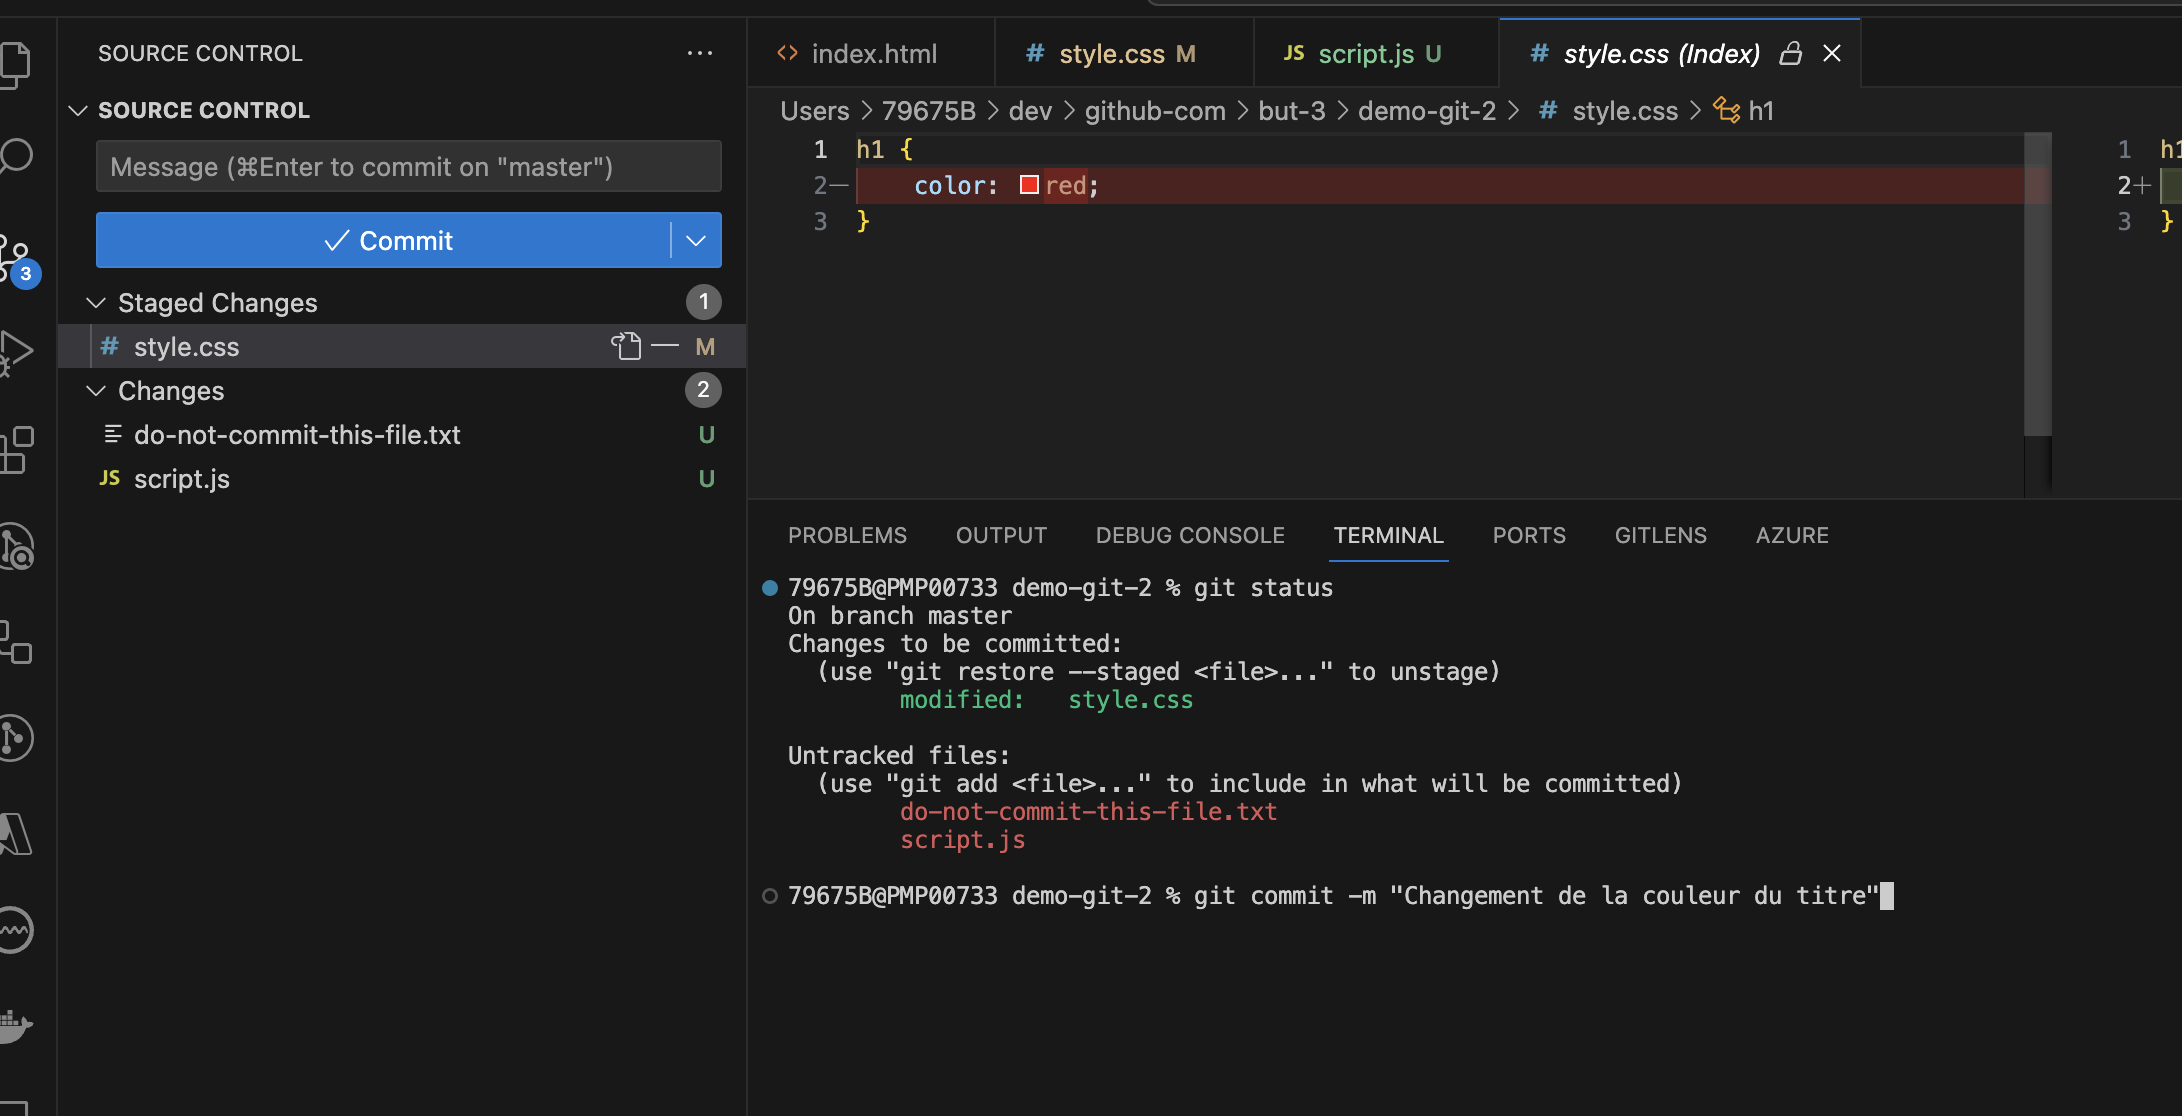 SOURCE CONTROL
SOURCE CONTROL
Message (⌘Enter to commit on "master")
Commit
Staged Changes 1
# style.css M
Changes 2
do-not-commit-this-file.txt U
JS script.js U
3
<> index.html # style.css M JS script.js U # style.css (Index)
Users > 79675B > dev > github-com > but-3 > demo-git-2 > # style.css > h1
1 h1 {
2— color: red;
3 }
1 h1
2+
3 }
PROBLEMS OUTPUT DEBUG CONSOLE TERMINAL PORTS GITLENS AZURE
79675B@PMP00733 demo-git-2 % git status
On branch master
Changes to be committed:
(use "git restore --staged <file>..." to unstage)
modified: style.css
Untracked files:
(use "git add <file>..." to include in what will be committed)
do-not-commit-this-file.txt
script.js
79675B@PMP00733 demo-git-2 % git commit -m "Changement de la couleur du titre"